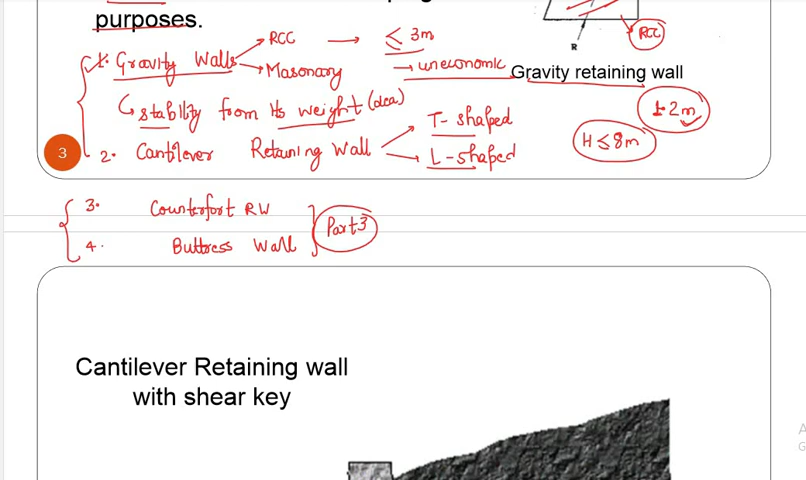 purposes.
RCC
R
RCC
1. Gravity Walls → RCC → ≤ 3m
→ Masonary → uneconomic
Gravity retaining wall
↳ stability from its weight (dea)
± 2m
3
2. Cantilever Retaining Wall → T-shaped
→ L-shaped
H ≤ 8m
3. Counterfort RW
4. Buttress Wall
Part 3
Cantilever Retaining wall
with shear key